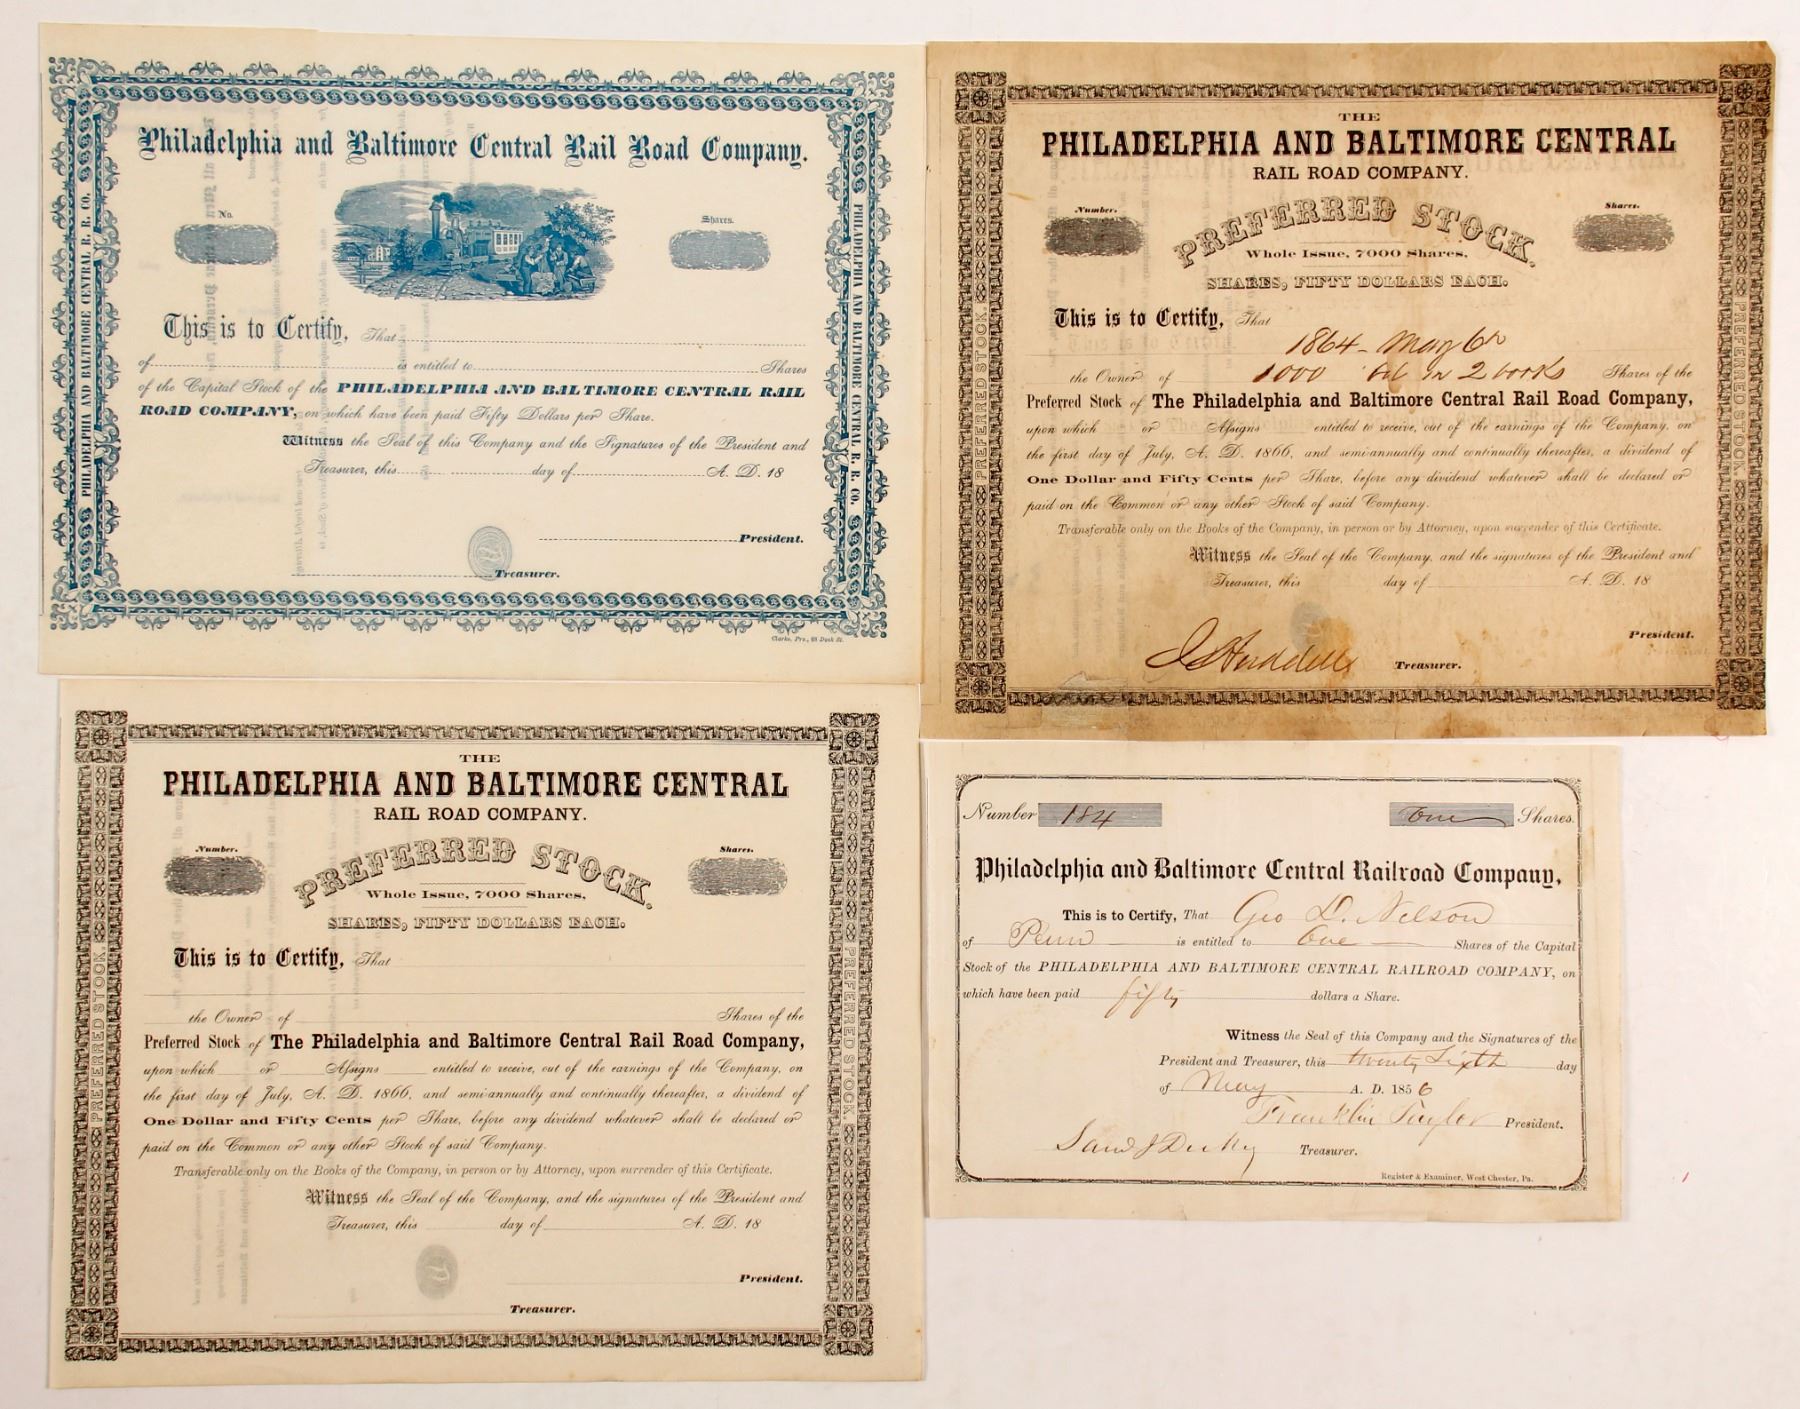 Philadelphia and Baltimore Central Rail Road Company.
No.
Shares.
PHILADELPHIA AND BALTIMORE CENTRAL R. R. CO.
PHILADELPHIA AND BALTIMORE CENTRAL R. R. CO.
This is to Certify, That
of is entitled to Shares
of the Capital Stock of the PHILADELPHIA AND BALTIMORE CENTRAL RAIL
ROAD COMPANY, on which have been paid Fifty Dollars per Share.
Witness the Seal of this Company and the Signatures of the President and
Treasurer, this day of A. D. 18
President.
Treasurer.
Clarke, Prs., Dock St.
THE
PHILADELPHIA AND BALTIMORE CENTRAL
RAIL ROAD COMPANY.
Number.
Shares.
PREFERRED STOCK.
Whole Issue, 7000 Shares,
SHARES, FIFTY DOLLARS EACH.
PREFERRED STOCK.
PREFERRED STOCK.
This is to Certify, That
1864 - May 6th
the Owner of 1000 in 2 books Shares of the
Preferred Stock of The Philadelphia and Baltimore Central Rail Road Company,
upon which or Assigns entitled to receive, out of the earnings of the Company, on
the first day of July, A. D. 1866, and semi-annually and continually thereafter, a dividend of
One Dollar and Fifty Cents per Share, before any dividend whatever shall be declared or
paid on the Common or any other Stock of said Company.
Transferable only on the Books of the Company, in person or by Attorney, upon surrender of this Certificate.
Witness the Seal of the Company, and the signatures of the President and
Treasurer, this day of A. D. 18
President.
J Huddell Treasurer.
THE
PHILADELPHIA AND BALTIMORE CENTRAL
RAIL ROAD COMPANY.
Number.
Shares.
PREFERRED STOCK.
Whole Issue, 7000 Shares,
SHARES, FIFTY DOLLARS EACH.
PREFERRED STOCK.
PREFERRED STOCK.
This is to Certify, That
the Owner of Shares of the
Preferred Stock of The Philadelphia and Baltimore Central Rail Road Company,
upon which or Assigns entitled to receive, out of the earnings of the Company, on
the first day of July, A. D. 1866, and semi-annually and continually thereafter, a dividend of
One Dollar and Fifty Cents per Share, before any dividend whatever shall be declared or
paid on the Common or any other Stock of said Company.
Transferable only on the Books of the Company, in person or by Attorney, upon surrender of this Certificate.
Witness the Seal of the Company, and the signatures of the President and
Treasurer, this day of A. D. 18
President.
Treasurer.
Number 184 One Shares.
Philadelphia and Baltimore Central Railroad Company,
This is to Certify, That Geo D. Nelson
of Penn is entitled to One Shares of the Capital
Stock of the PHILADELPHIA AND BALTIMORE CENTRAL RAILROAD COMPANY, on
which have been paid fifty dollars a Share.
Witness the Seal of this Company and the Signatures of the
President and Treasurer, this twenty Sixth day
of May A. D. 1856
Franklin Taylor President.
Saml J Dickey Treasurer.
Register & Examiner, West Chester, Pa.